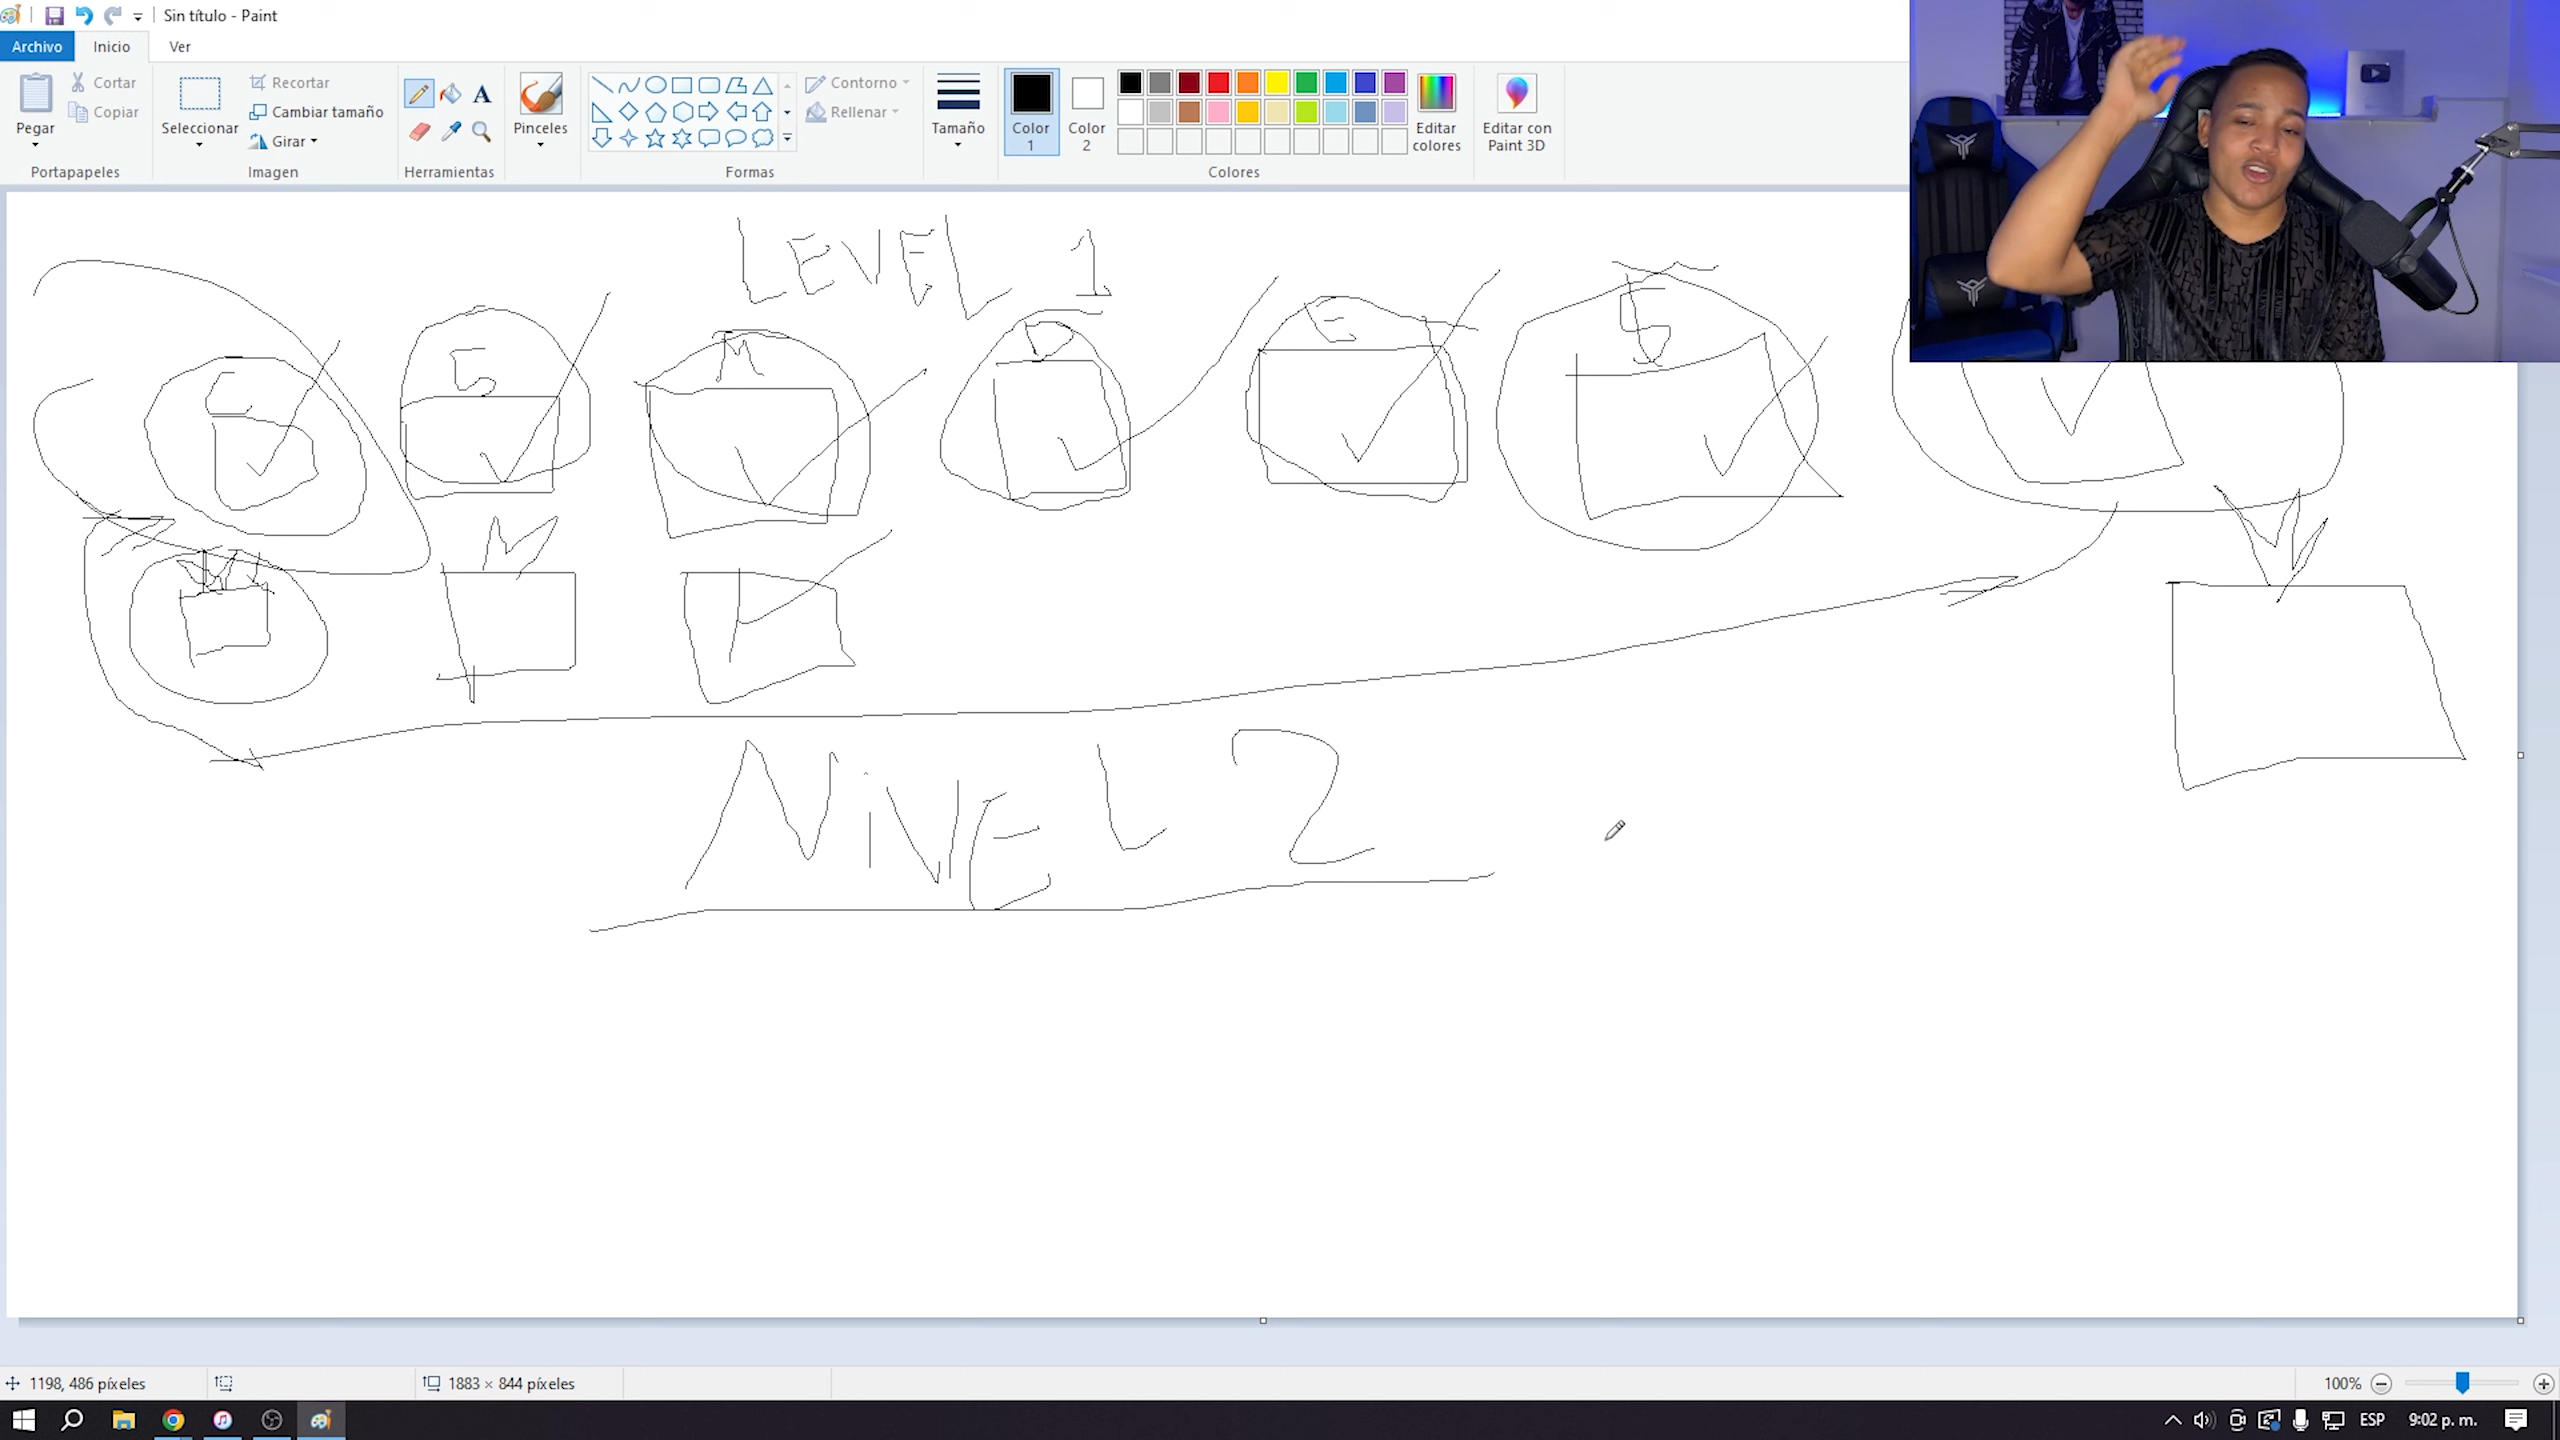 Sin título - Paint
Archivo Inicio Ver
Pegar
Cortar
Copiar
Portapapeles
Seleccionar
Recortar
Cambiar tamaño
Girar
Imagen
A
Herramientas
Pinceles
Formas
Contorno
Rellenar
Tamaño
Color 1
Color 2
Editar colores
Editar con Paint 3D
Colores
LEVEL 1
5
M
5
NiVEL 2
1198, 486 píxeles
1883 × 844 píxeles
100%
ESP
9:02 p. m.